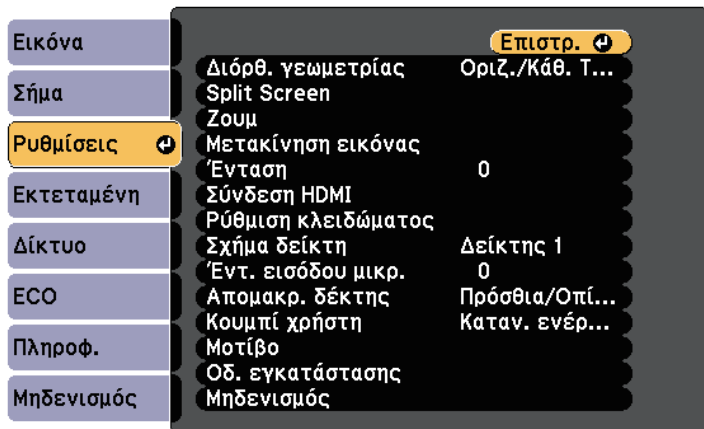 Εικόνα
Σήμα
Ρυθμίσεις
Εκτεταμένη
Δίκτυο
ECO
Πληροφ.
Μηδενισμός
Επιστρ.
Διόρθ. γεωμετρίας Οριζ./Κάθ. Τ...
Split Screen
Ζουμ
Μετακίνηση εικόνας
Ένταση 0
Σύνδεση HDMI
Ρύθμιση κλειδώματος
Σχήμα δείκτη Δείκτης 1
Έντ. εισόδου μικρ. 0
Απομακρ. δέκτης Πρόσθια/Οπί...
Κουμπί χρήστη Καταν. ενέρ...
Μοτίβο
Οδ. εγκατάστασης
Μηδενισμός